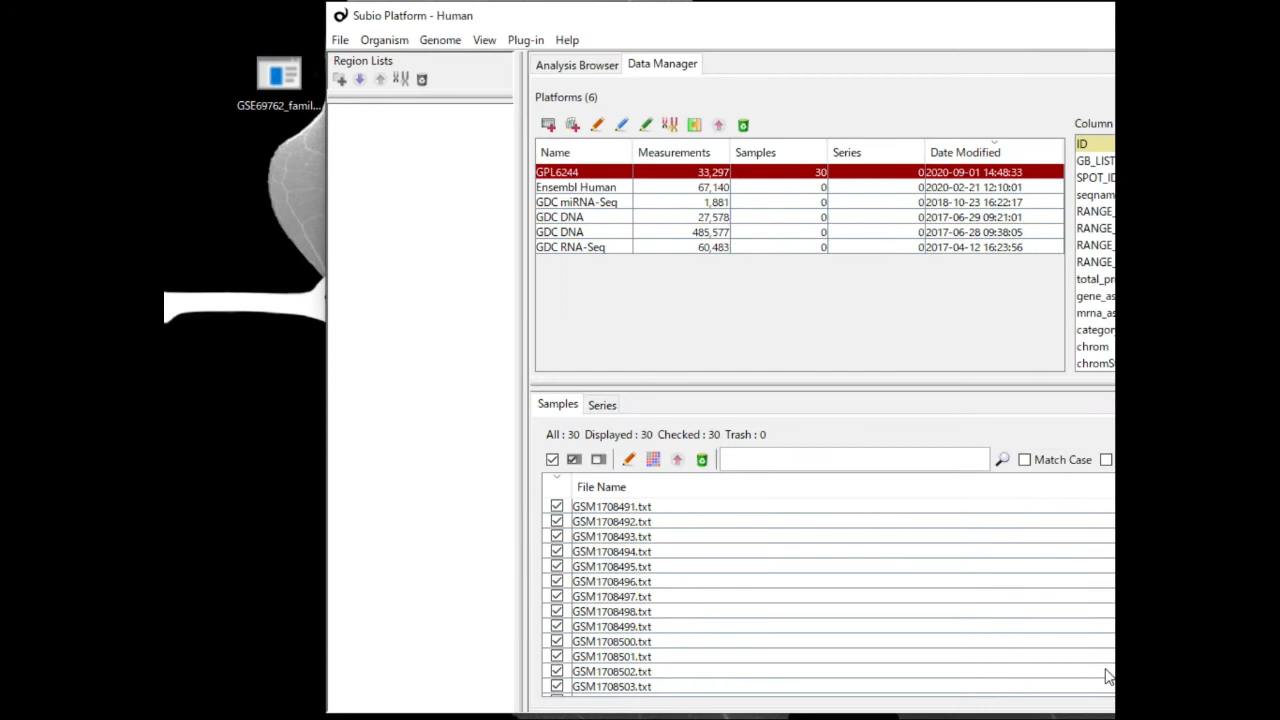 Subio Platform - Human
File Organism Genome View Plug-in Help
Region Lists
Analysis Browser Data Manager
GSE69762_famil...
Platforms (6)
Column
Name Measurements Samples Series Date Modified
GPL6244 33,297 30 0 2020-09-01 14:48:33
Ensembl Human 67,140 0 0 2020-02-21 12:10:01
GDC miRNA-Seq 1,881 0 0 2018-10-23 16:22:17
GDC DNA 27,578 0 0 2017-06-29 09:21:01
GDC DNA 485,577 0 0 2017-06-28 09:38:05
GDC RNA-Seq 60,483 0 0 2017-04-12 16:23:56
ID
GB_LIST
SPOT_ID
seqname
RANGE_
RANGE_
RANGE_
RANGE_
total_pr
gene_as
mrna_as
categor
chrom
chromS
Samples Series
All : 30 Displayed : 30 Checked : 30 Trash : 0
Match Case
File Name
GSM1708491.txt
GSM1708492.txt
GSM1708493.txt
GSM1708494.txt
GSM1708495.txt
GSM1708496.txt
GSM1708497.txt
GSM1708498.txt
GSM1708499.txt
GSM1708500.txt
GSM1708501.txt
GSM1708502.txt
GSM1708503.txt